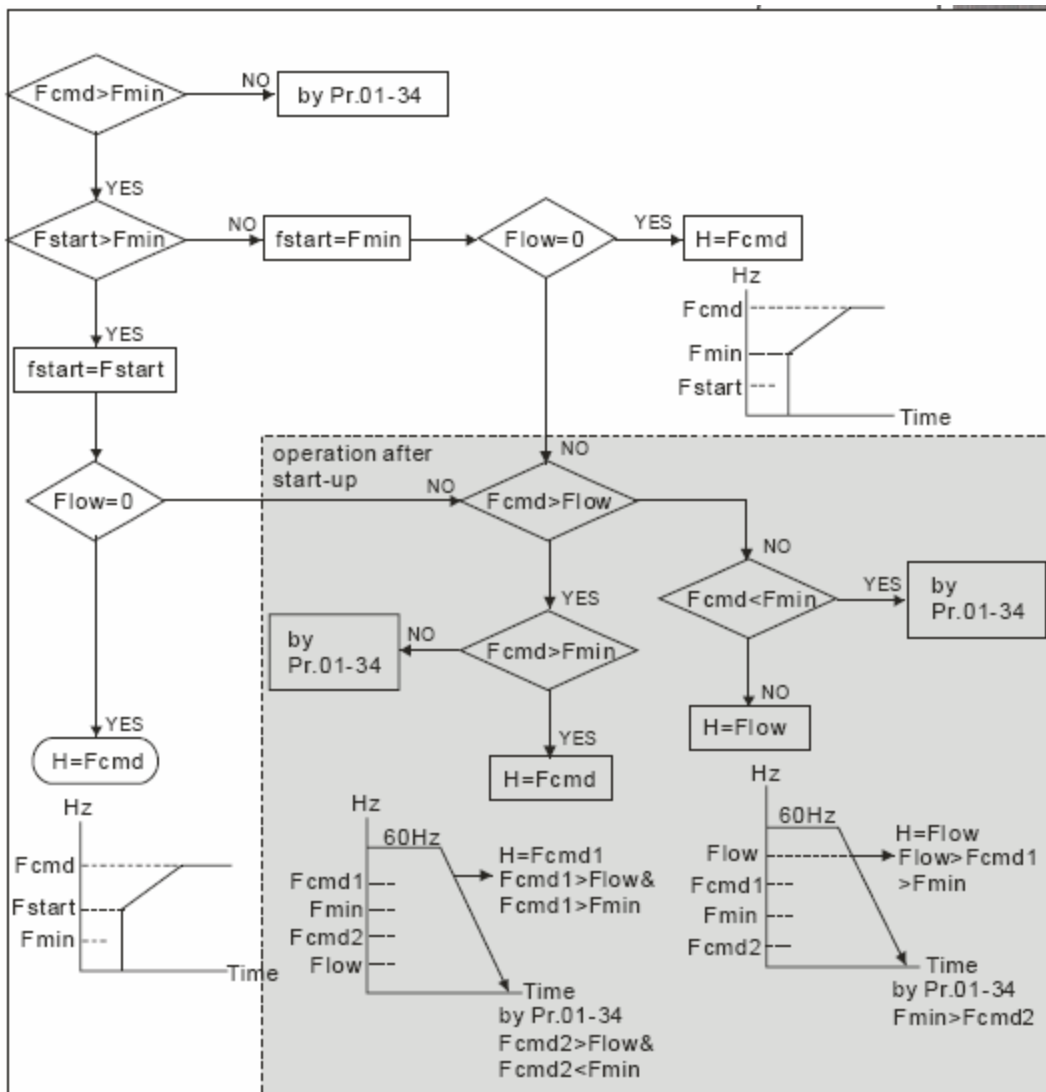 Fcmd>Fmin
NO
by Pr.01-34
YES
Fstart>Fmin
NO
fstart=Fmin
Flow=0
YES
H=Fcmd
Hz
Fcmd
Fmin
Fstart
Time
YES
fstart=Fstart
NO
operation after
start-up
Flow=0
NO
Fcmd>Flow
NO
YES
Fcmd<Fmin
YES
by
Pr.01-34
by
Pr.01-34
NO
Fcmd>Fmin
NO
H=Flow
YES
H=Fcmd
YES
H=Fcmd
Hz
Fcmd
Fstart
Fmin
Time
Hz
60Hz
H=Fcmd1
Fcmd1>Flow&
Fcmd1>Fmin
Fcmd1
Fmin
Fcmd2
Flow
Time
by Pr.01-34
Fcmd2>Flow&
Fcmd2<Fmin
Hz
60Hz
H=Flow
Flow>Fcmd1
>Fmin
Flow
Fcmd1
Fmin
Fcmd2
Time
by Pr.01-34
Fmin>Fcmd2